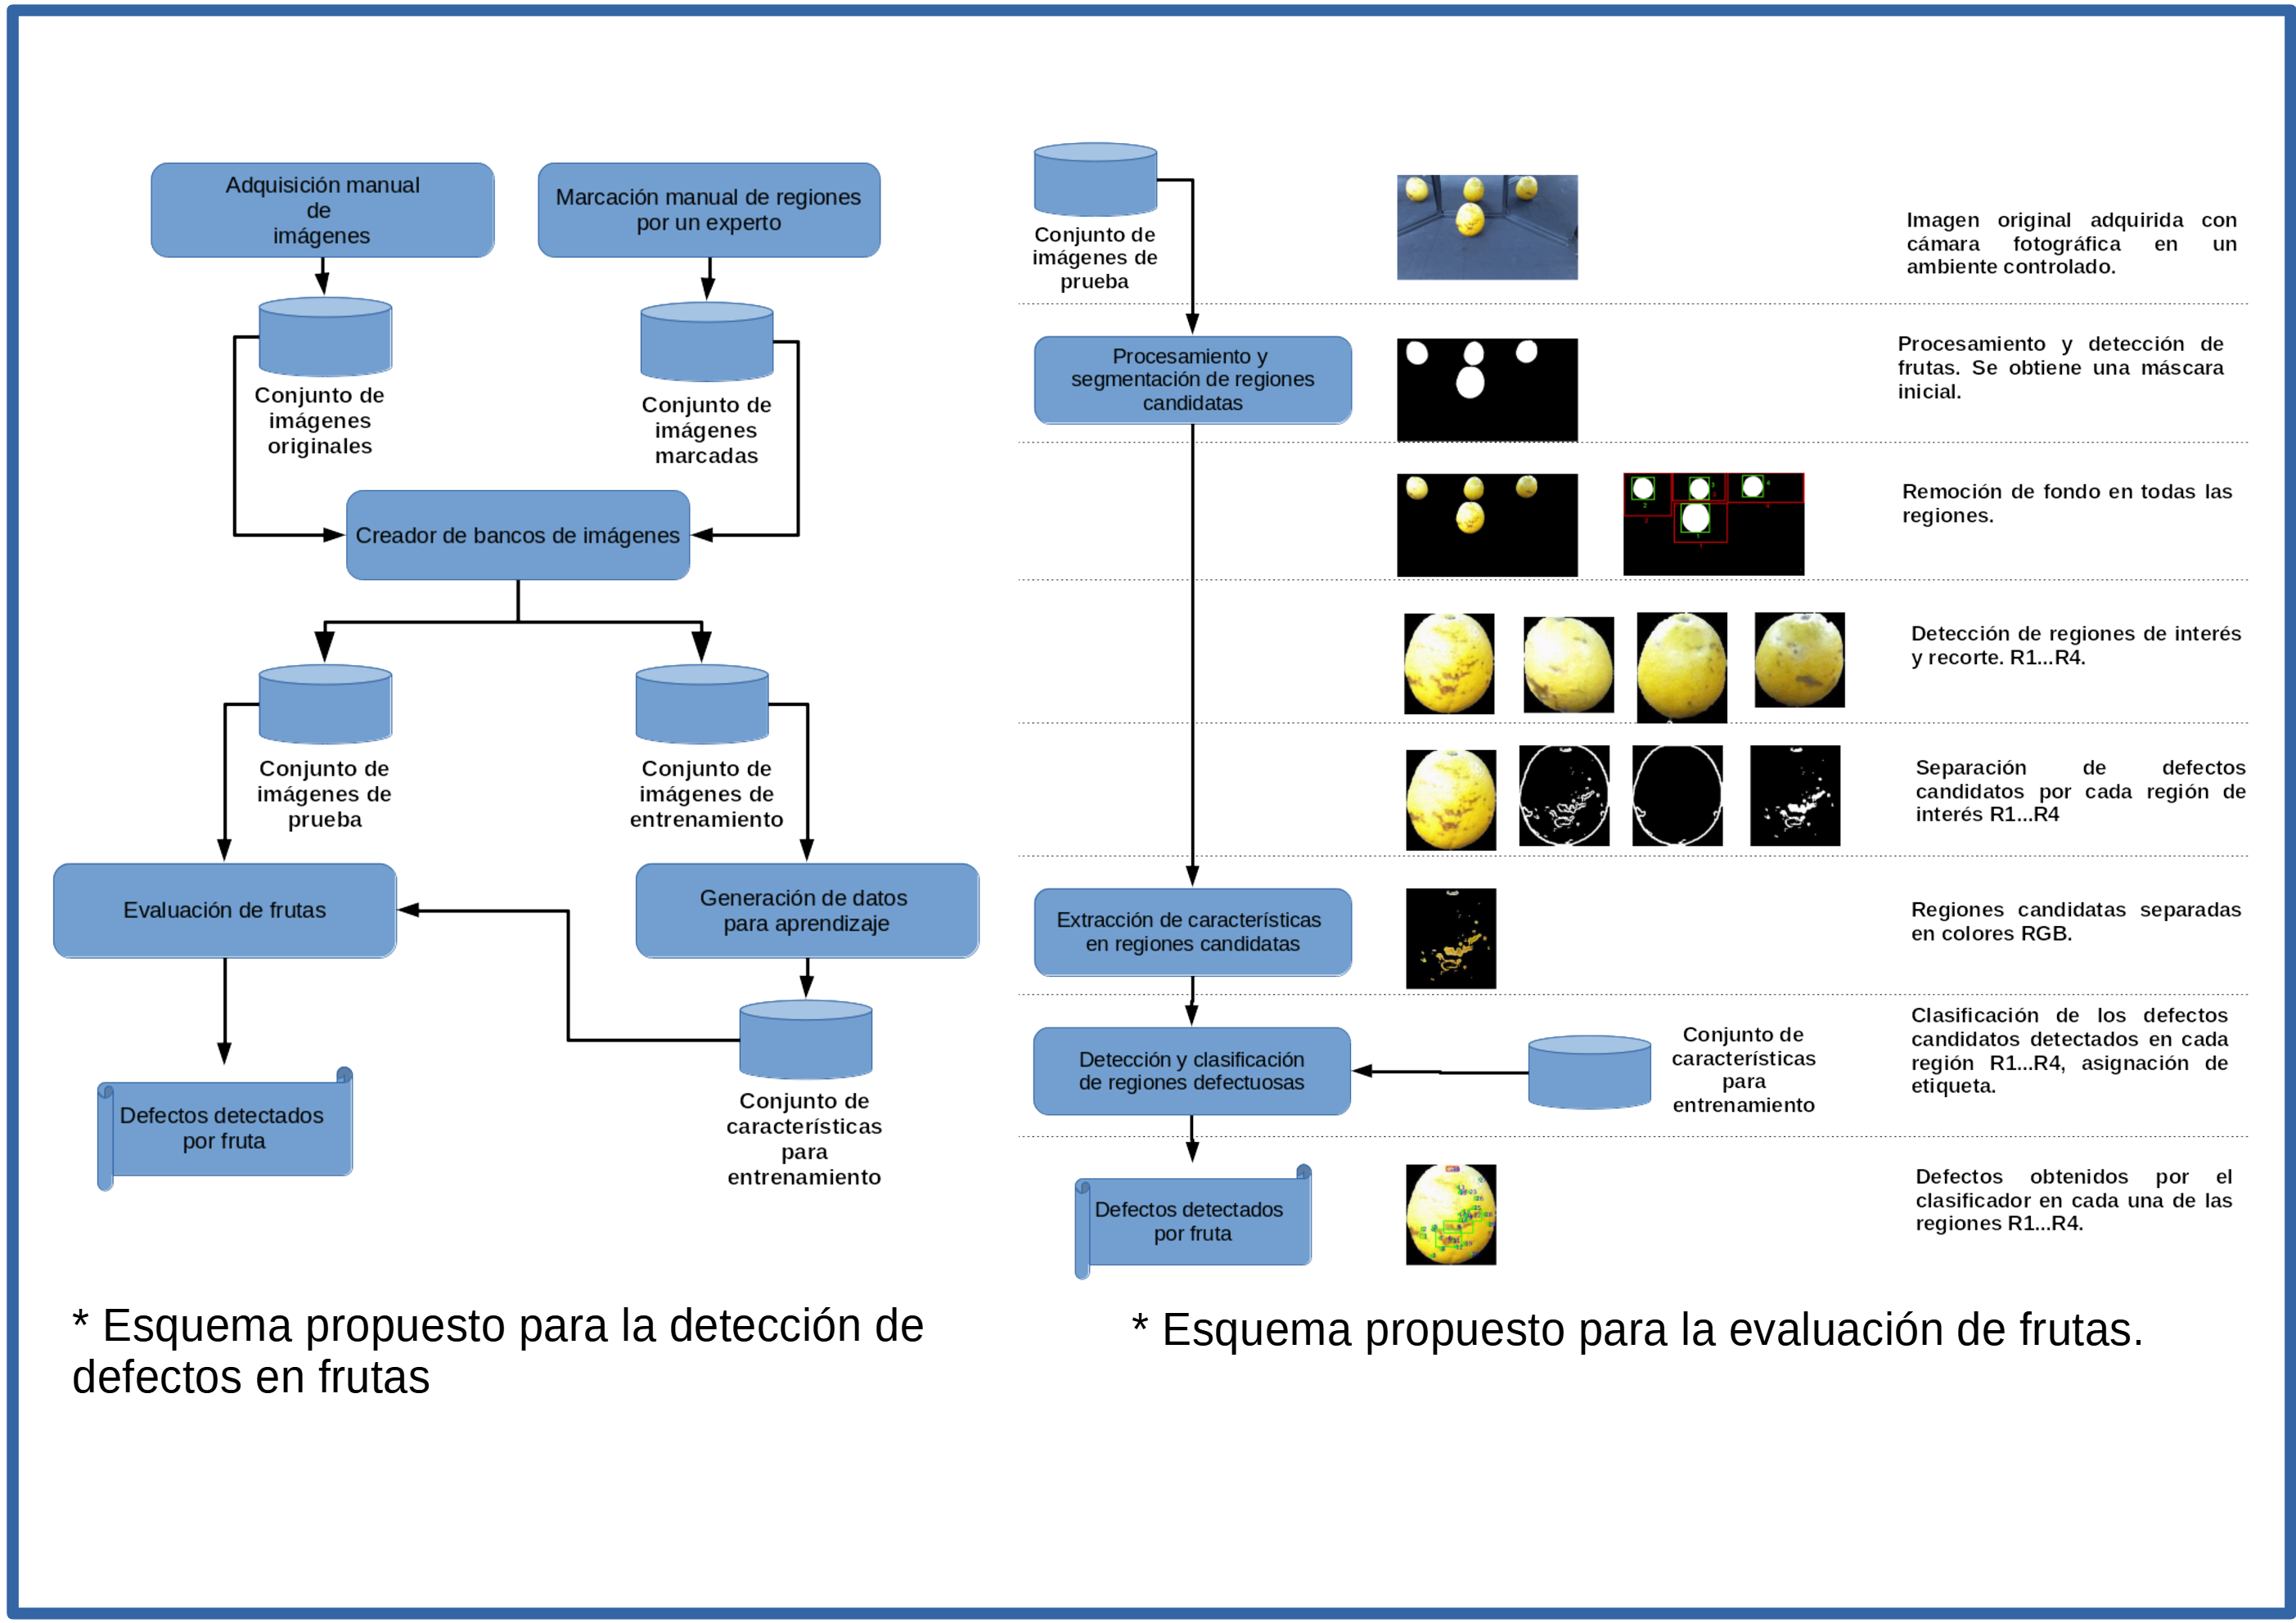 Adquisición manual
de
imágenes
Marcación manual de regiones
por un experto
Conjunto de
imágenes
originales
Conjunto de
imágenes
marcadas
Creador de bancos de imágenes
Conjunto de
imágenes de
prueba
Conjunto de
imágenes de
entrenamiento
Evaluación de frutas
Generación de datos
para aprendizaje
Defectos detectados
por fruta
Conjunto de
características
para
entrenamiento
* Esquema propuesto para la detección de
defectos en frutas
Conjunto de
imágenes de
prueba
Imagen original adquirida con
cámara fotográfica en un
ambiente controlado.
Procesamiento y
segmentación de regiones
candidatas
Procesamiento y detección de
frutas. Se obtiene una máscara
inicial.
Remoción de fondo en todas las
regiones.
Detección de regiones de interés
y recorte. R1...R4.
Separación de defectos
candidatos por cada región de
interés R1...R4
Extracción de características
en regiones candidatas
Regiones candidatas separadas
en colores RGB.
Detección y clasificación
de regiones defectuosas
Conjunto de
características
para
entrenamiento
Clasificación de los defectos
candidatos detectados en cada
región R1...R4, asignación de
etiqueta.
Defectos detectados
por fruta
Defectos obtenidos por el
clasificador en cada una de las
regiones R1...R4.
* Esquema propuesto para la evaluación de frutas.